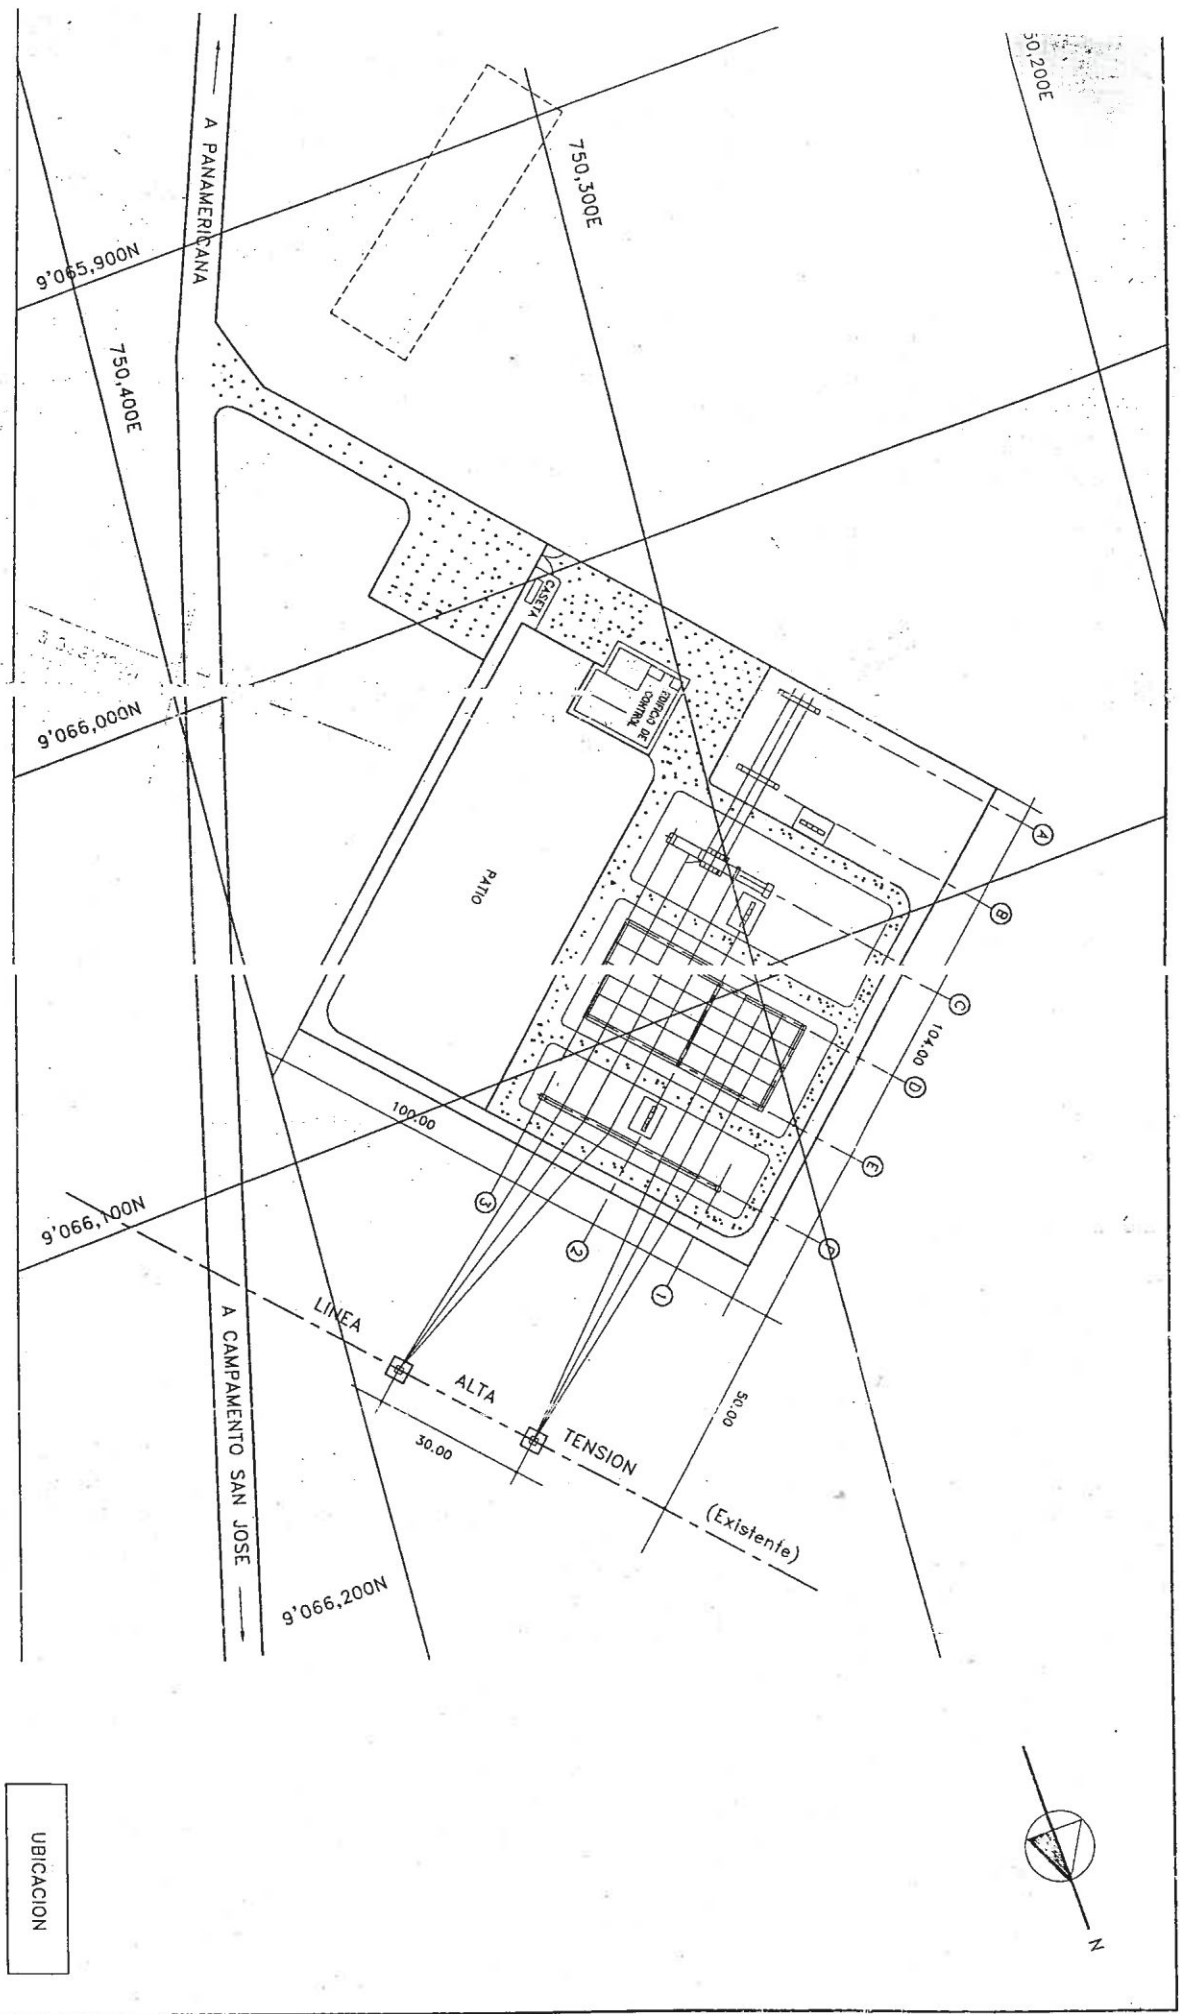 50,200E
750,300E
A PANAMERICANA
9'065,900N
750,400E
CASETA
EDIFICIO DE
CONTROL
9'066,000N
PATIO
A
B
C
104.00
D
E
100.00
3
2
1
9'066,100N
LINEA
ALTA
TENSION
(Existente)
50.00
30.00
A CAMPAMENTO SAN JOSE
9'066,200N
N
UBICACION